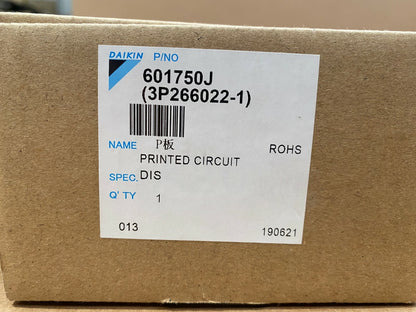 DAIKIN P/NO
601750J
(3P266022-1)
NAME P板 ROHS
PRINTED CIRCUIT
SPEC. DIS
Q'TY 1
013 190621